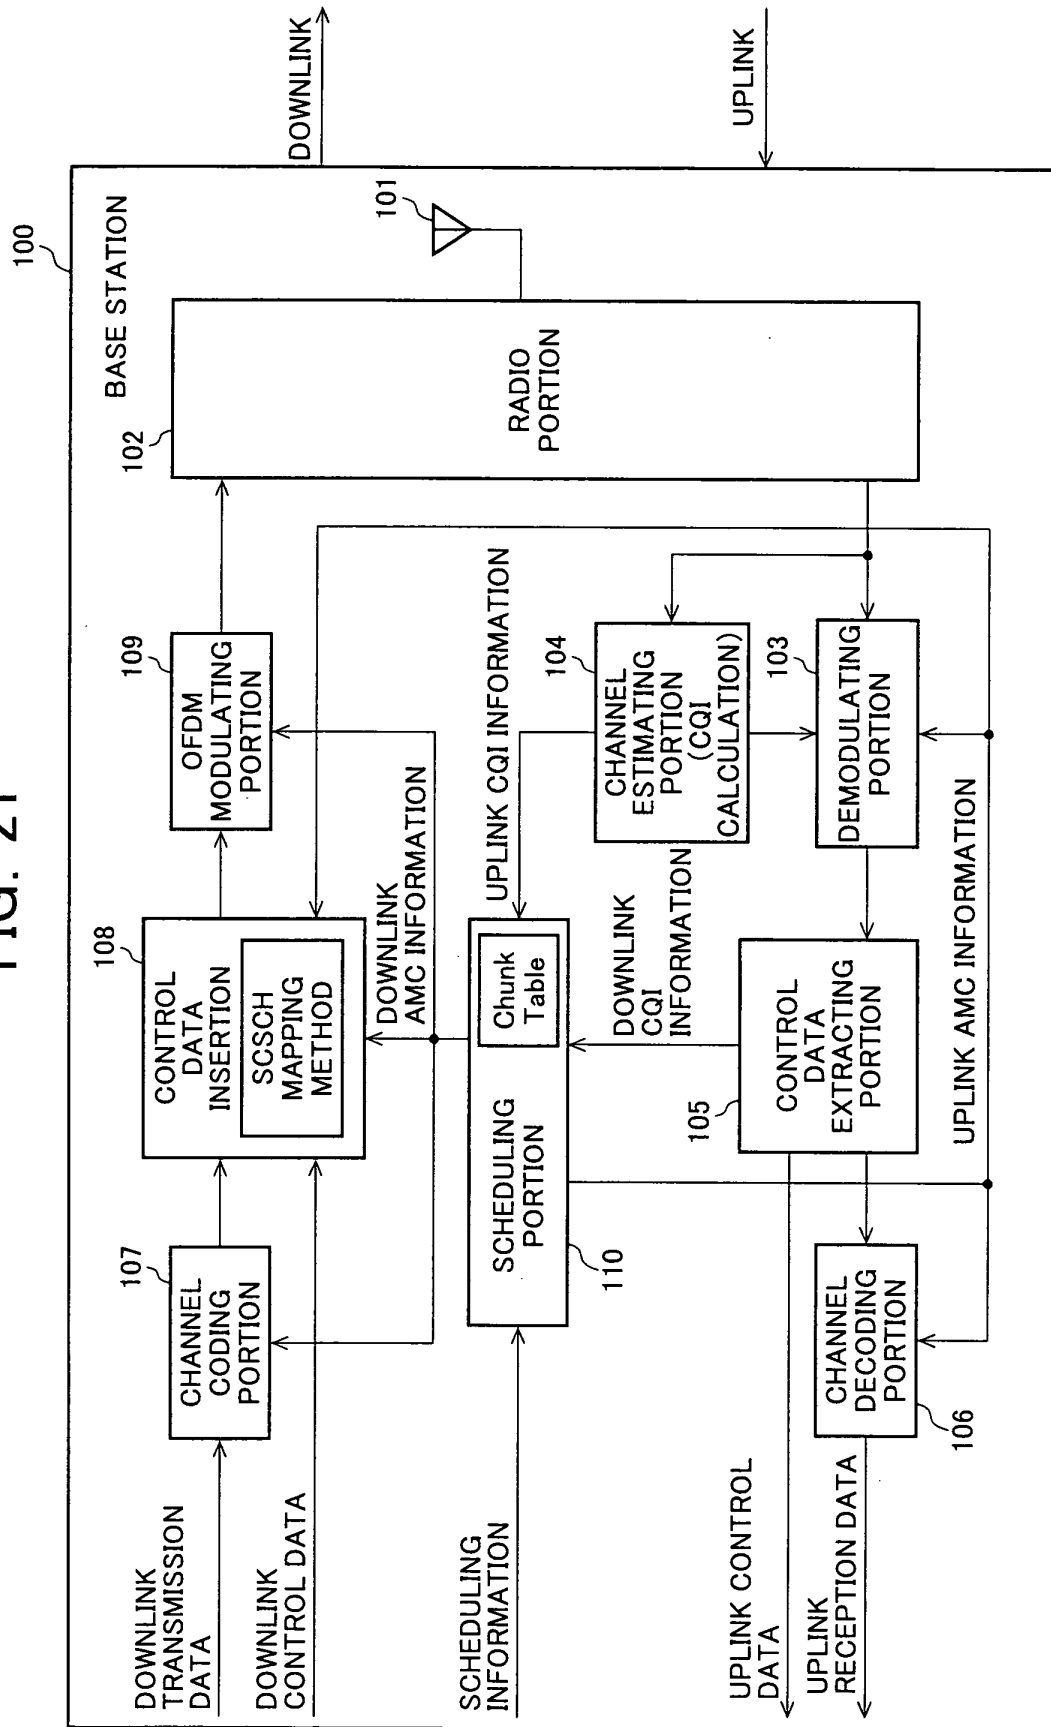 FIG. 21
100
BASE STATION
DOWNLINK
UPLINK
101
102
RADIO
PORTION
109
OFDM
MODULATING
PORTION
108
CONTROL
DATA
INSERTION
SCSCH
MAPPING
METHOD
107
CHANNEL
CODING
PORTION
DOWNLINK
TRANSMISSION
DATA
DOWNLINK
CONTROL DATA
DOWNLINK
AMC INFORMATION
UPLINK CQI INFORMATION
104
CHANNEL
ESTIMATING
PORTION
(CQI
CALCULATION)
103
DEMODULATING
PORTION
Chunk
Table
SCHEDULING
PORTION
110
SCHEDULING
INFORMATION
DOWNLINK
CQI
INFORMATION
105
CONTROL
DATA
EXTRACTING
PORTION
UPLINK AMC INFORMATION
CHANNEL
DECODING
PORTION
106
UPLINK CONTROL
DATA
UPLINK
RECEPTION DATA